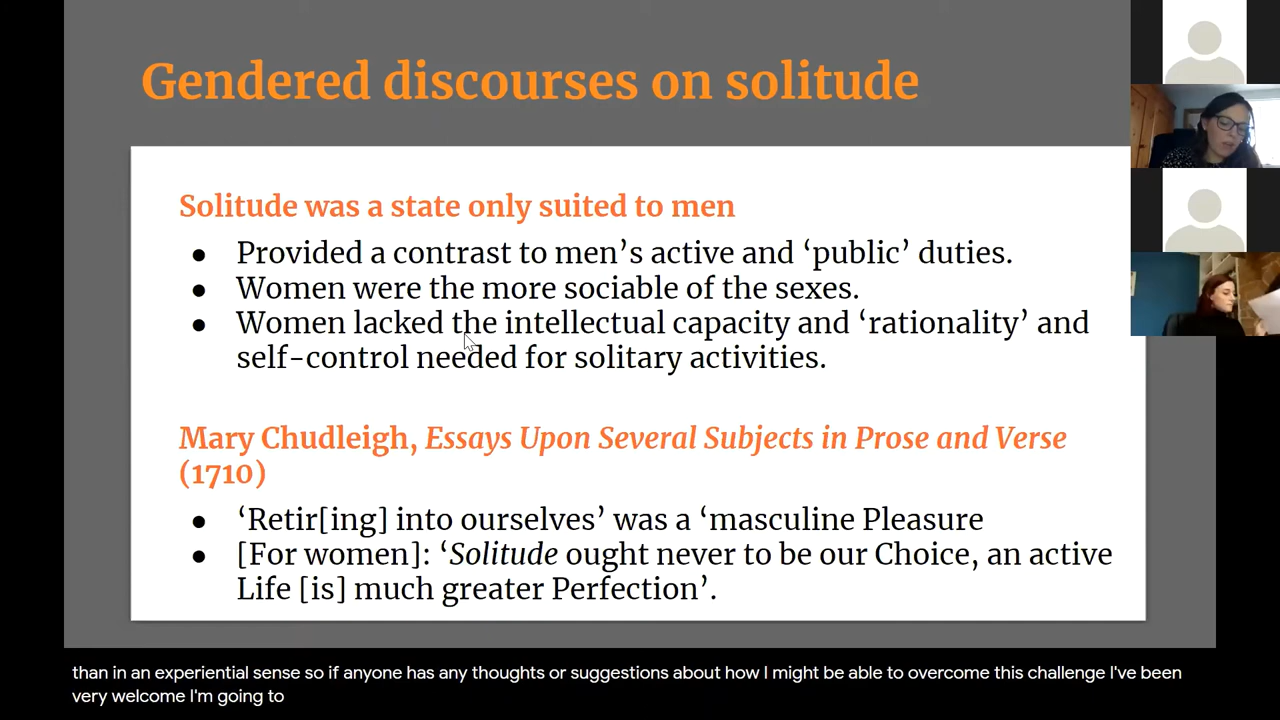 Gendered discourses on solitude
Solitude was a state only suited to men
● Provided a contrast to men’s active and ‘public’ duties.
● Women were the more sociable of the sexes.
● Women lacked the intellectual capacity and ‘rationality’ and
self-control needed for solitary activities.
Mary Chudleigh, Essays Upon Several Subjects in Prose and Verse
(1710)
● ‘Retir[ing] into ourselves’ was a ‘masculine Pleasure
● [For women]: ‘Solitude ought never to be our Choice, an active
Life [is] much greater Perfection’.
than in an experiential sense so if anyone has any thoughts or suggestions about how I might be able to overcome this challenge I've been
very welcome I'm going to